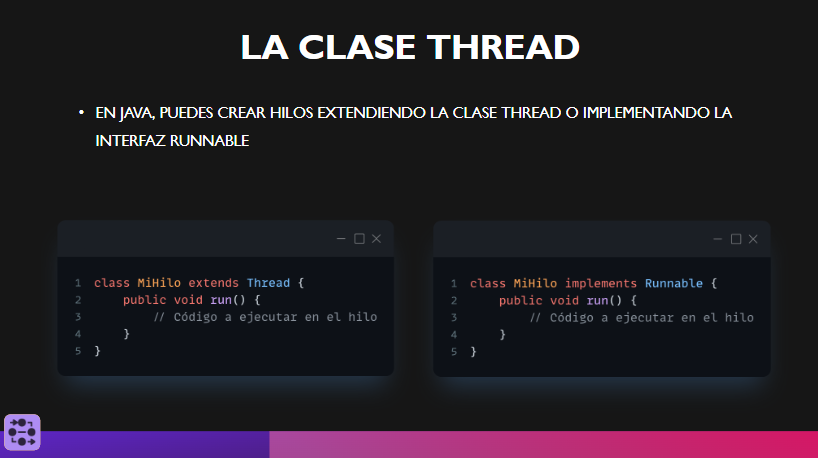 LA CLASE THREAD
• EN JAVA, PUEDES CREAR HILOS EXTENDIENDO LA CLASE THREAD O IMPLEMENTANDO LA
INTERFAZ RUNNABLE
1 class MiHilo extends Thread {
2     public void run() {
3         // Código a ejecutar en el hilo
4     }
5 }
1 class MiHilo implements Runnable {
2     public void run() {
3         // Código a ejecutar en el hilo
4     }
5 }